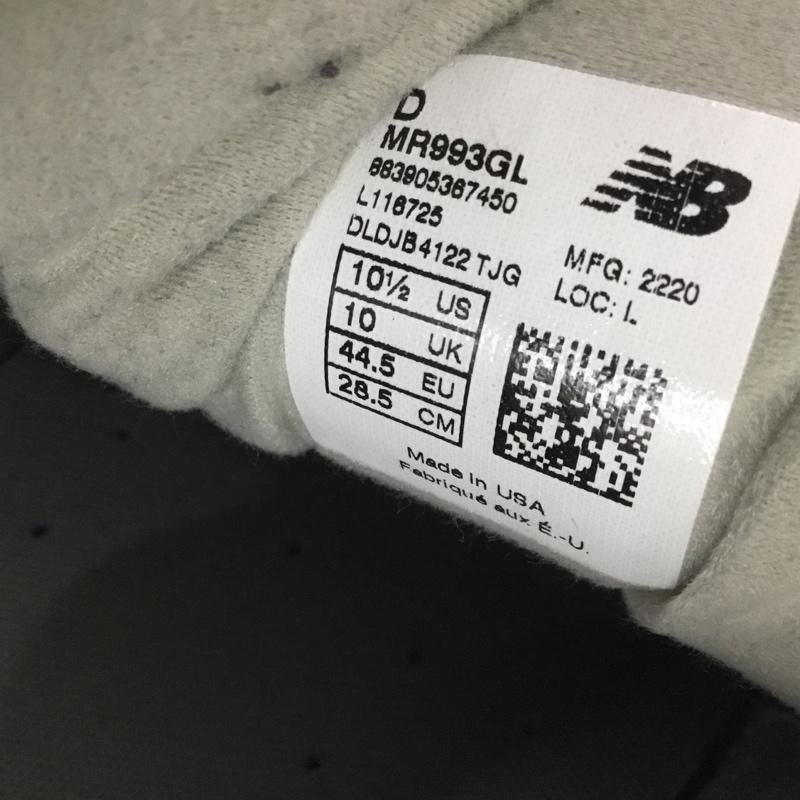 D
MR993GL
883905367450
L116725
DLDJB4122 TJG
10½ US
10 UK
44.5 EU
28.5 CM
NB
MFG: 2220
LOC: L
Made in USA
Fabriqué aux É.-U.